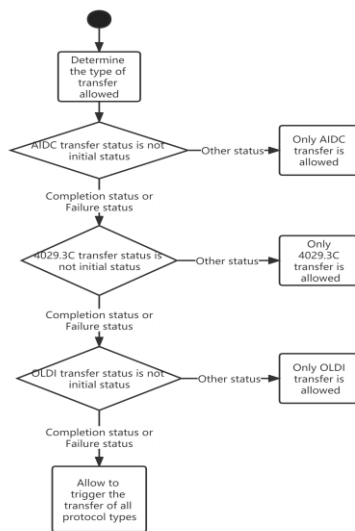 Determine
the type of
transfer
allowed
AIDC transfer status is not
initial status
Other status
Only AIDC
transfer is
allowed
Completion status or
Failure status
4029.3C transfer status is
not initial status
Other status
Only
4029.3C
transfer is
allowed
Completion status or
Failure status
OLDI transfer status is not
initial status
Other status
Only OLDI
transfer is
allowed
Completion status or
Failure status
Allow to
trigger the
transfer of all
protocol types